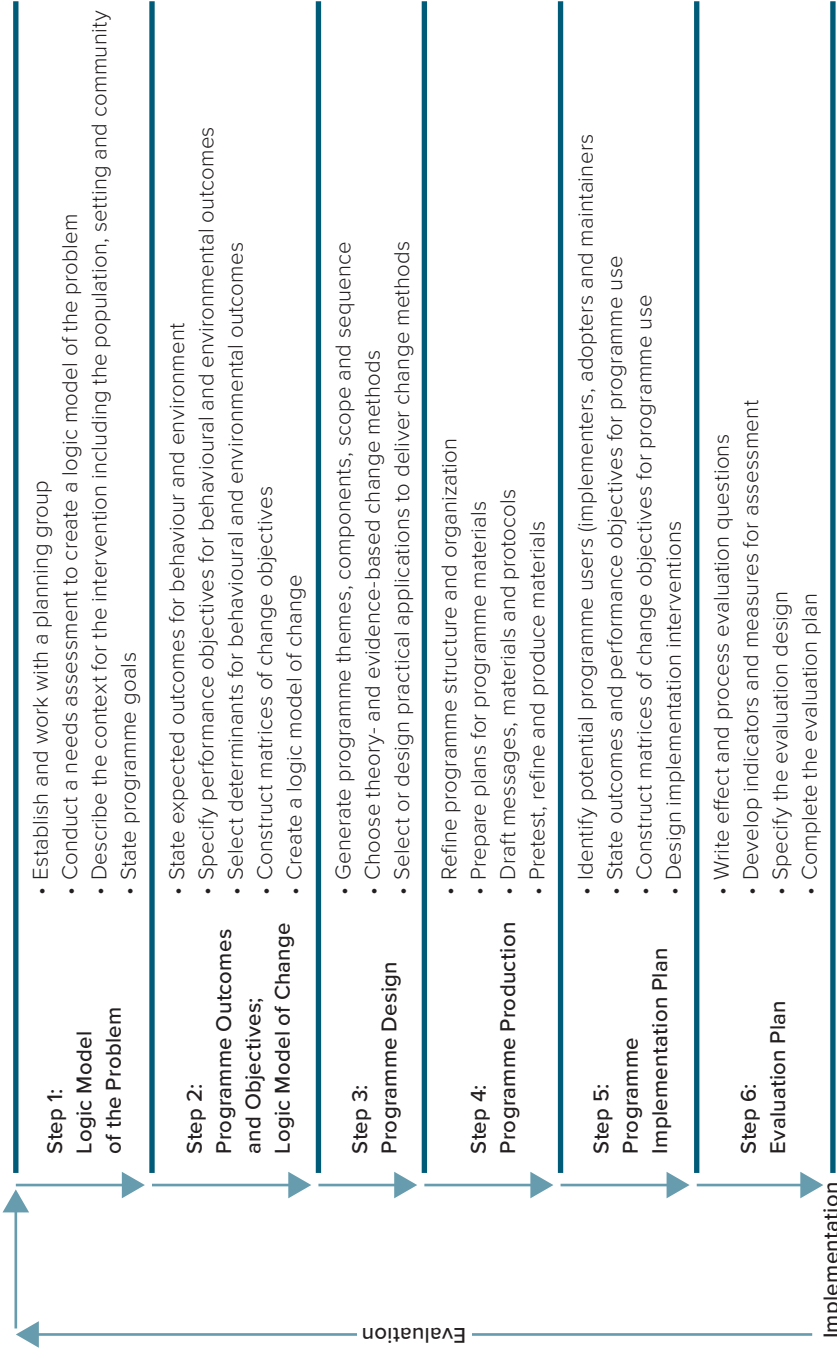 Step 1:
Logic Model
of the Problem
• Establish and work with a planning group
• Conduct a needs assessment to create a logic model of the problem
• Describe the context for the intervention including the population, setting and community
• State programme goals
Step 2:
Programme Outcomes
and Objectives;
Logic Model of Change
• State expected outcomes for behaviour and environment
• Specify performance objectives for behavioural and environmental outcomes
• Select determinants for behavioural and environmental outcomes
• Construct matrices of change objectives
• Create a logic model of change
Step 3:
Programme Design
• Generate programme themes, components, scope and sequence
• Choose theory- and evidence-based change methods
• Select or design practical applications to deliver change methods
Step 4:
Programme Production
• Refine programme structure and organization
• Prepare plans for programme materials
• Draft messages, materials and protocols
• Pretest, refine and produce materials
Step 5:
Programme
Implementation Plan
• Identify potential programme users (implementers, adopters and maintainers
• State outcomes and performance objectives for programme use
• Construct matrices of change objectives for programme use
• Design implementation interventions
Step 6:
Evaluation Plan
• Write effect and process evaluation questions
• Develop indicators and measures for assessment
• Specify the evaluation design
• Complete the evaluation plan
Evaluation
Implementation